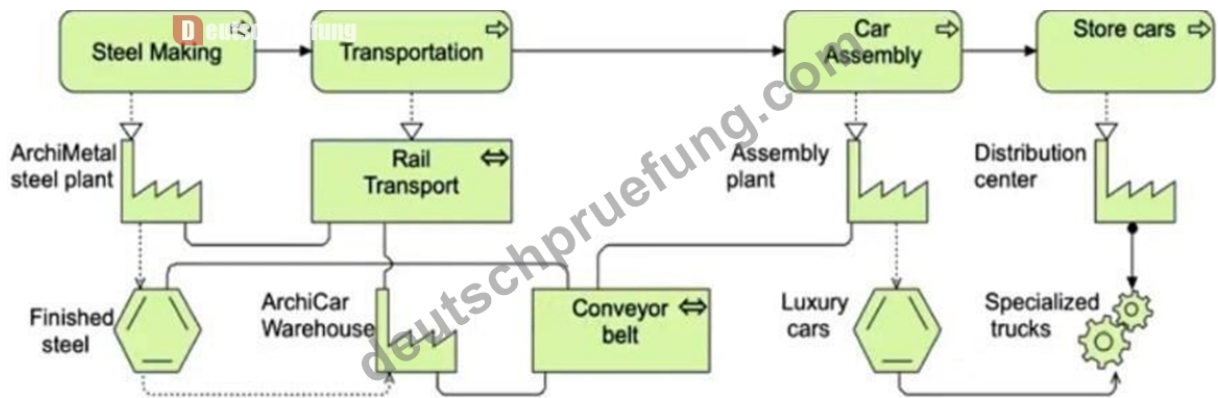 Deutschpruefung
Steel Making
Transportation
Car
Assembly
Store cars
ArchiMetal
steel plant
Rail
Transport
Assembly
plant
Distribution
center
Finished
steel
ArchiCar
Warehouse
Conveyor
belt
Luxury
cars
Specialized
trucks
deutschpruefung.com